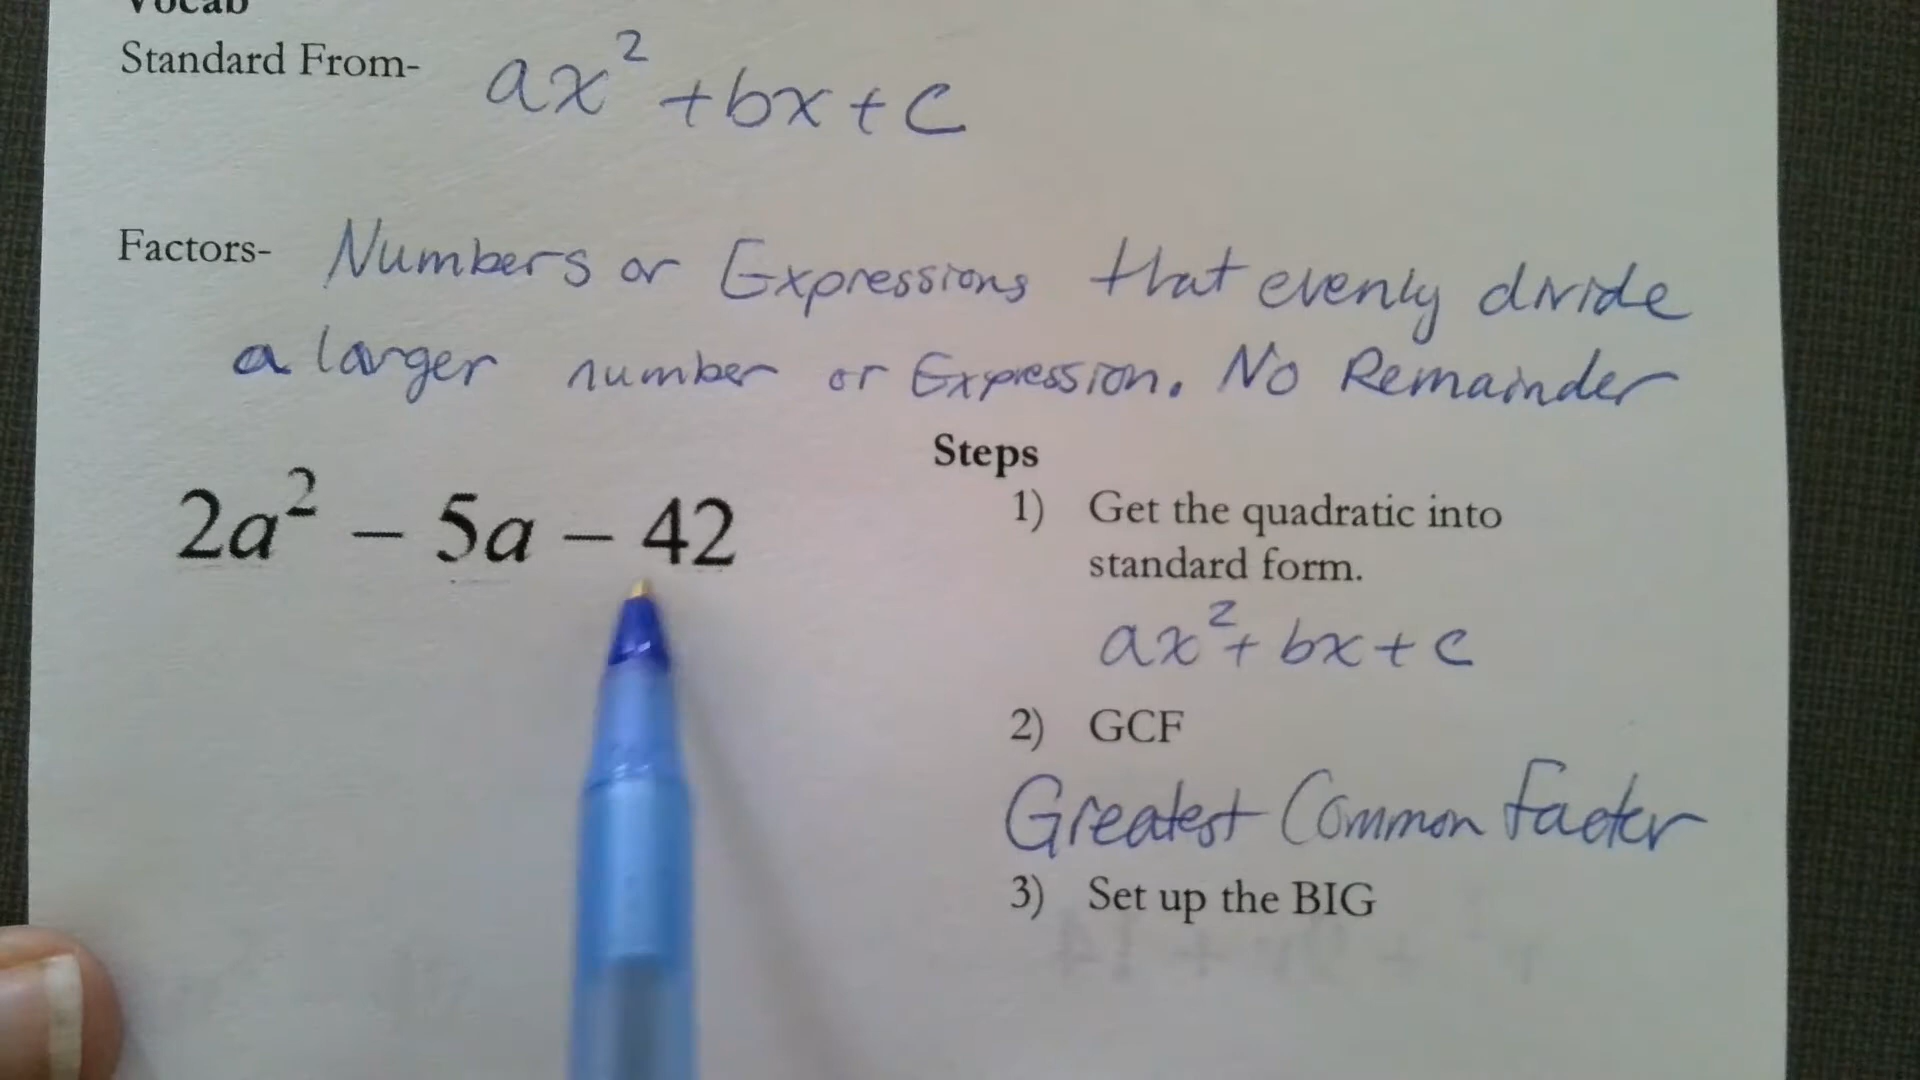 Vocab
Standard From- ax² + bx + c
Factors- Numbers or Expressions that evenly divide
a larger number or Expression. No Remainder
2a² − 5a − 42
Steps
1) Get the quadratic into
standard form.
ax² + bx + c
2) GCF
Greatest Common Factor
3) Set up the BIG